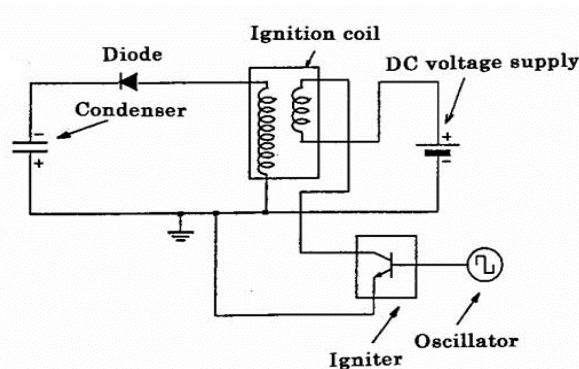 Ignition coil
Diode
DC voltage supply
Condenser
-
+
+
-
Oscillator
Igniter